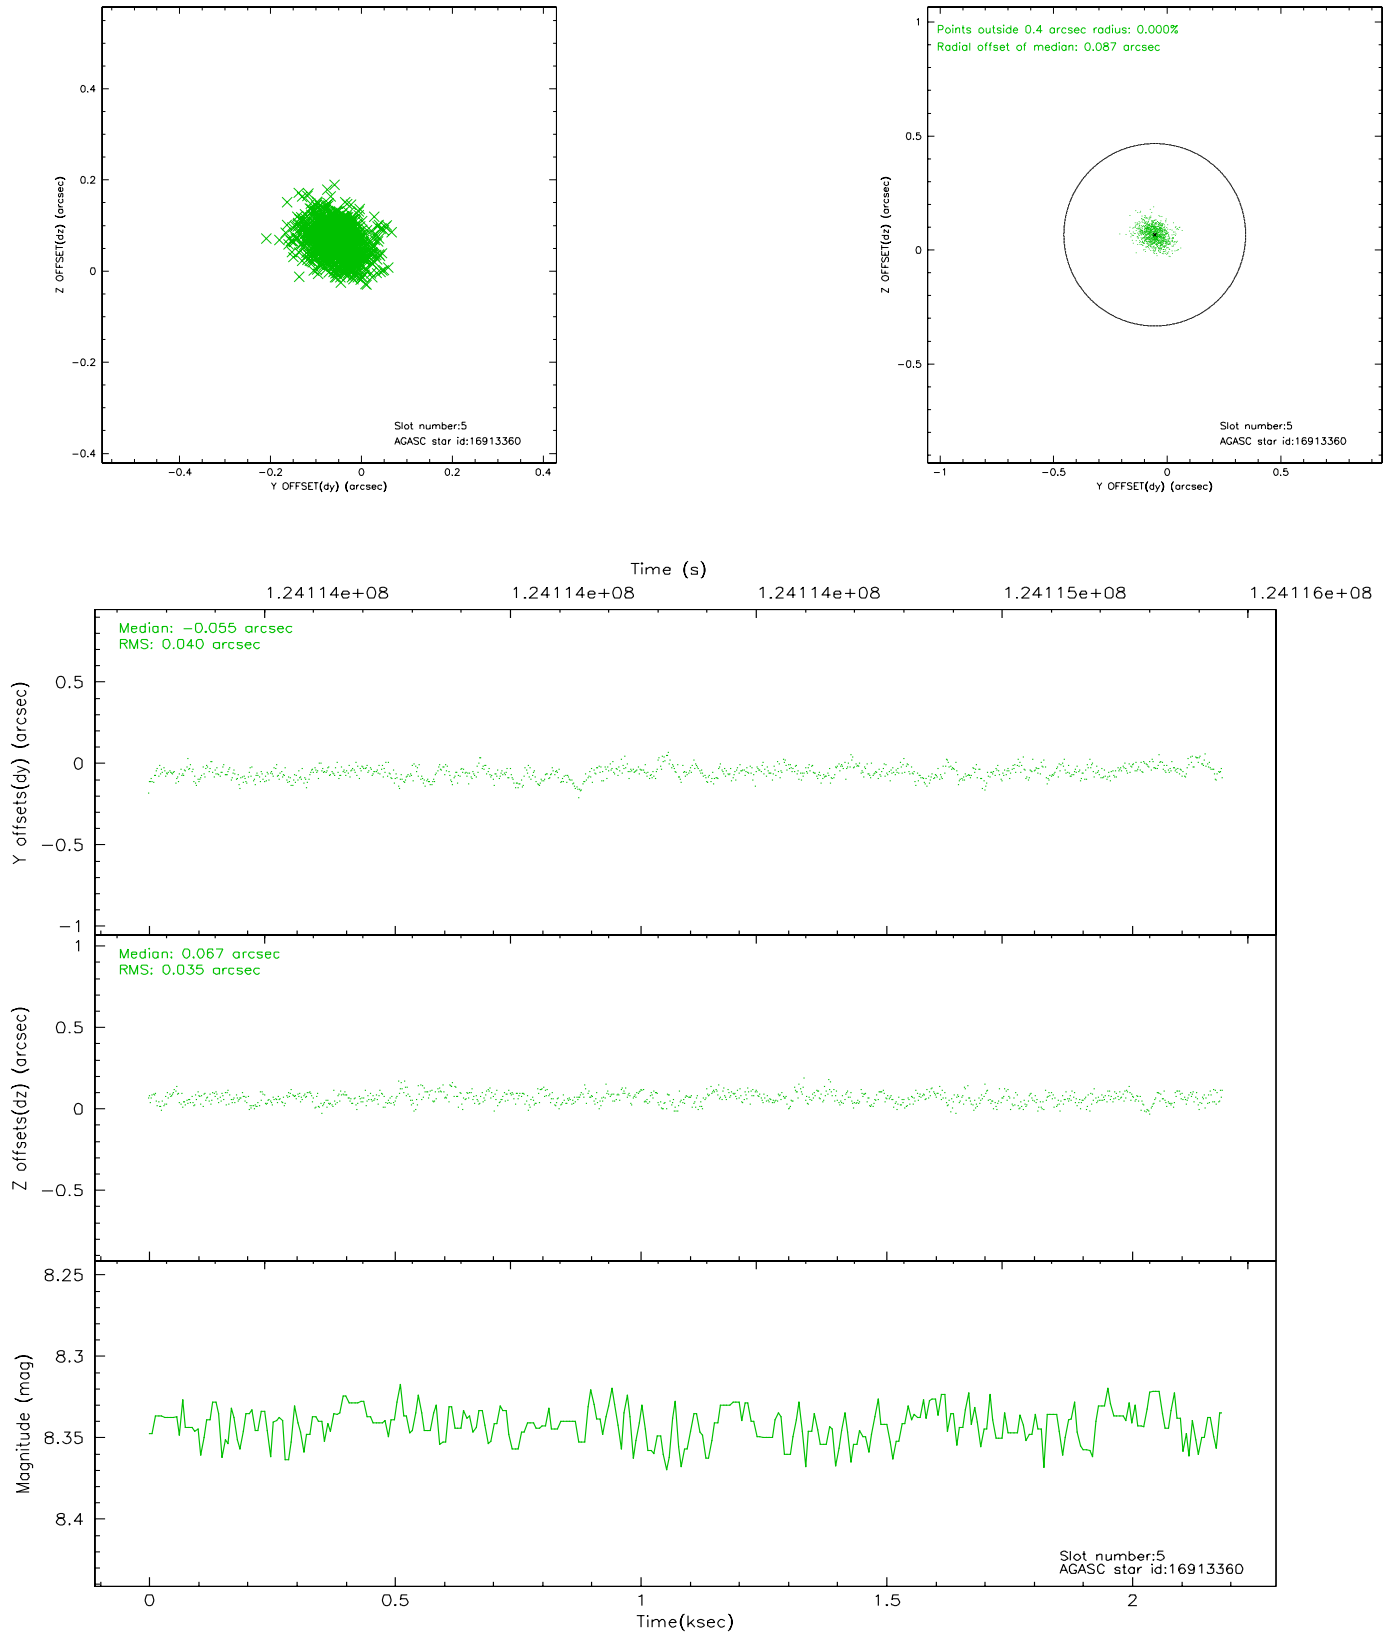 0.4
0.2
0
−0.2
−0.4
Z OFFSET(dz) (arcsec)
Slot number:5
AGASC star id:16913360
−0.4
−0.2
0
0.2
0.4
Y OFFSET(dy) (arcsec)
Points outside 0.4 arcsec radius: 0.000%
Radial offset of median: 0.087 arcsec
1
0.5
0
−0.5
Z OFFSET(dz) (arcsec)
Slot number:5
AGASC star id:16913360
−1
−0.5
0
0.5
Y OFFSET(dy) (arcsec)
Time (s)
1.24114e+08
1.24114e+08
1.24114e+08
1.24115e+08
1.24116e+08
Median: −0.055 arcsec
RMS: 0.040 arcsec
0.5
0
−0.5
−1
Y offsets(dy) (arcsec)
Median: 0.067 arcsec
RMS: 0.035 arcsec
1
0.5
0
−0.5
Z offsets(dz) (arcsec)
8.25
8.3
8.35
8.4
Magnitude (mag)
Slot number:5
AGASC star id:16913360
0
0.5
1
1.5
2
Time(ksec)